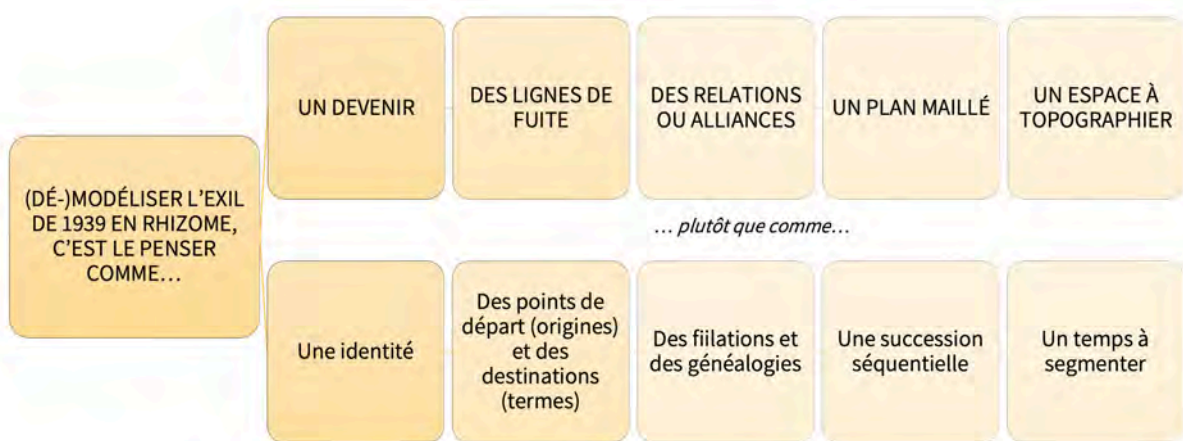 (DÉ-)MODÉLISER L’EXIL
DE 1939 EN RHIZOME,
C’EST LE PENSER
COMME…
UN DEVENIR
DES LIGNES DE
FUITE
DES RELATIONS
OU ALLIANCES
UN PLAN MAILLÉ
UN ESPACE À
TOPOGRAPHIER
… plutôt que comme…
Une identité
Des points de
départ (origines)
et des
destinations
(termes)
Des fiilations et
des généalogies
Une succession
séquentielle
Un temps à
segmenter